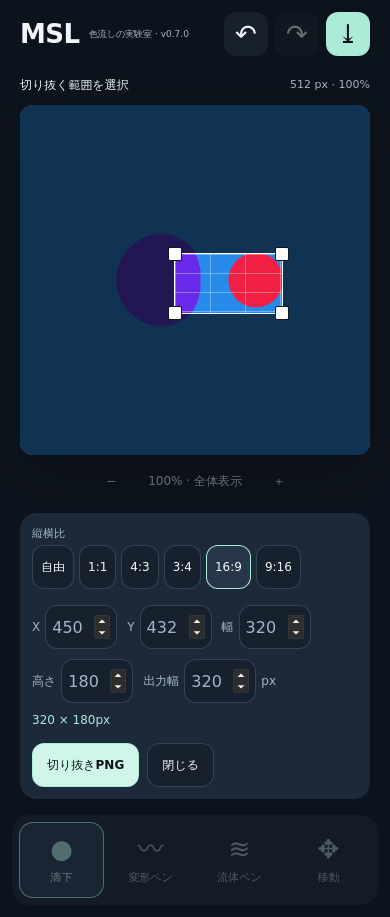 MSL 色流しの実験室 · v0.7.0
切り抜く範囲を選択 512 px · 100%
− 100% · 全体表示 +
縦横比
自由 1:1 4:3 3:4 16:9 9:16
X 450 Y 432 幅 320
高さ 180 出力幅 320 px
320 × 180px
切り抜きPNG 閉じる
滴下 変形ペン 流体ペン 移動